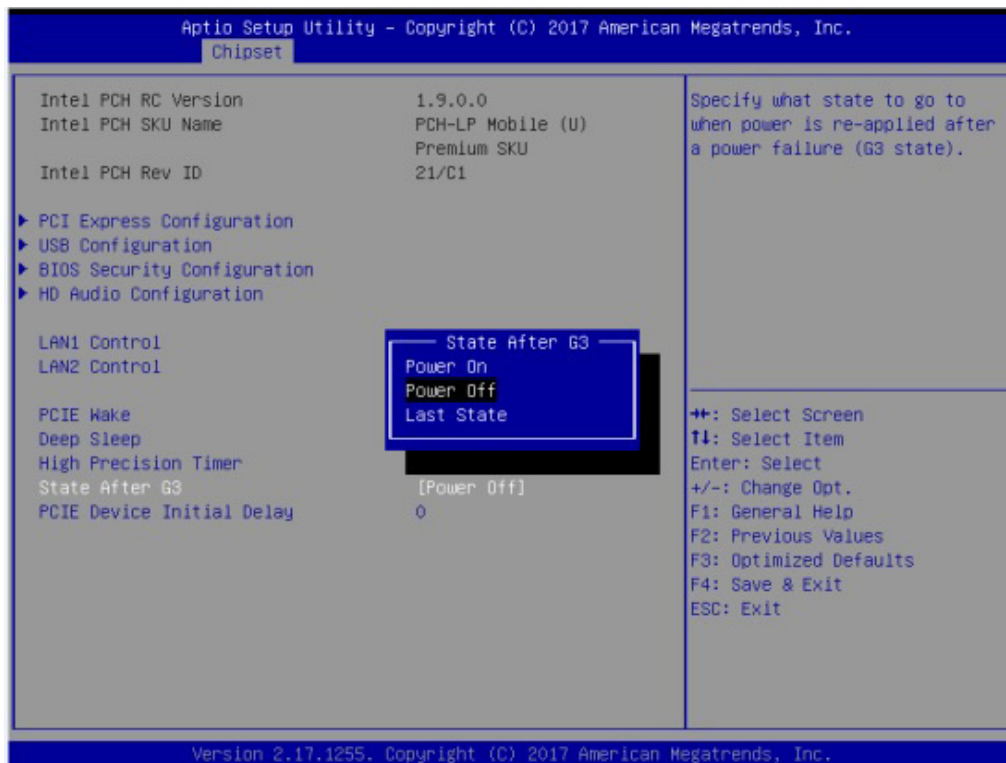 Aptio Setup Utility – Copyright (C) 2017 American Megatrends, Inc.
Chipset
Intel PCH RC Version 1.9.0.0
Intel PCH SKU Name PCH-LP Mobile (U)
Premium SKU
Intel PCH Rev ID 21/C1
PCI Express Configuration
USB Configuration
BIOS Security Configuration
HD Audio Configuration
LAN1 Control
LAN2 Control
PCIE Wake
Deep Sleep
High Precision Timer
State After G3 [Power Off]
PCIE Device Initial Delay 0
State After G3
Power On
Power Off
Last State
Specify what state to go to
when power is re-applied after
a power failure (G3 state).
→←: Select Screen
↑↓: Select Item
Enter: Select
+/-: Change Opt.
F1: General Help
F2: Previous Values
F3: Optimized Defaults
F4: Save & Exit
ESC: Exit
Version 2.17.1255. Copyright (C) 2017 American Megatrends, Inc.